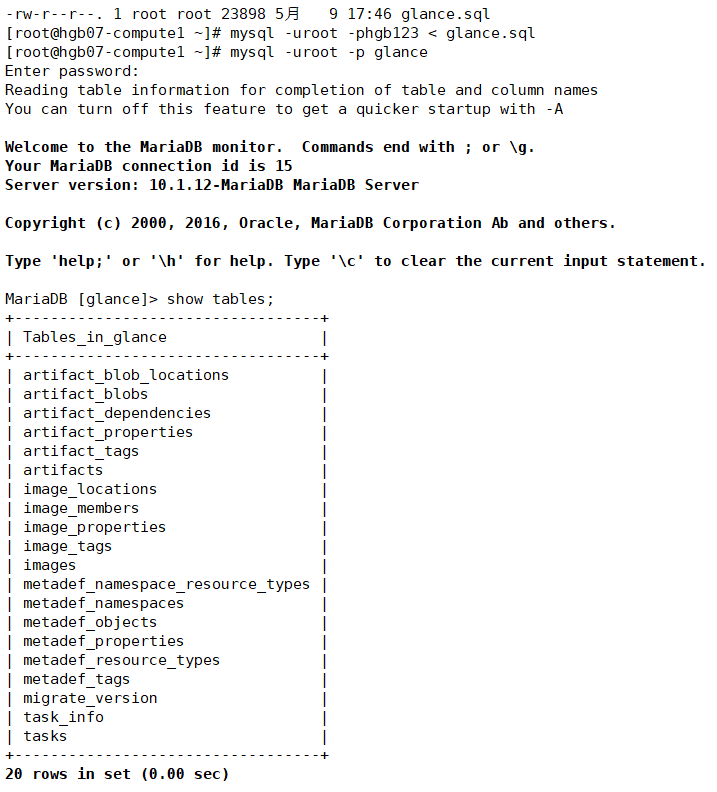 -rw-r--r--. 1 root root 23898 5月   9 17:46 glance.sql
[root@hgb07-compute1 ~]# mysql -uroot -phgb123 < glance.sql
[root@hgb07-compute1 ~]# mysql -uroot -p glance
Enter password:
Reading table information for completion of table and column names
You can turn off this feature to get a quicker startup with -A
Welcome to the MariaDB monitor.  Commands end with ; or \g.
Your MariaDB connection id is 15
Server version: 10.1.12-MariaDB MariaDB Server
Copyright (c) 2000, 2016, Oracle, MariaDB Corporation Ab and others.
Type 'help;' or '\h' for help. Type '\c' to clear the current input statement.
MariaDB [glance]> show tables;
+----------------------------------+
| Tables_in_glance                 |
+----------------------------------+
| artifact_blob_locations          |
| artifact_blobs                   |
| artifact_dependencies            |
| artifact_properties              |
| artifact_tags                    |
| artifacts                        |
| image_locations                  |
| image_members                    |
| image_properties                 |
| image_tags                       |
| images                           |
| metadef_namespace_resource_types |
| metadef_namespaces               |
| metadef_objects                  |
| metadef_properties               |
| metadef_resource_types           |
| metadef_tags                     |
| migrate_version                  |
| task_info                        |
| tasks                            |
+----------------------------------+
20 rows in set (0.00 sec)